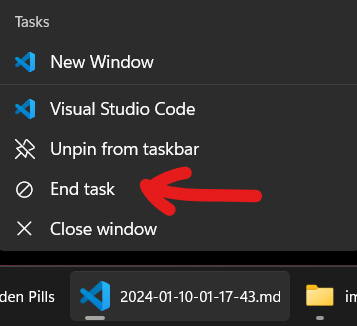 Tasks
New Window
Visual Studio Code
Unpin from taskbar
End task
Close window
den Pills
2024-01-10-01-17-43.md